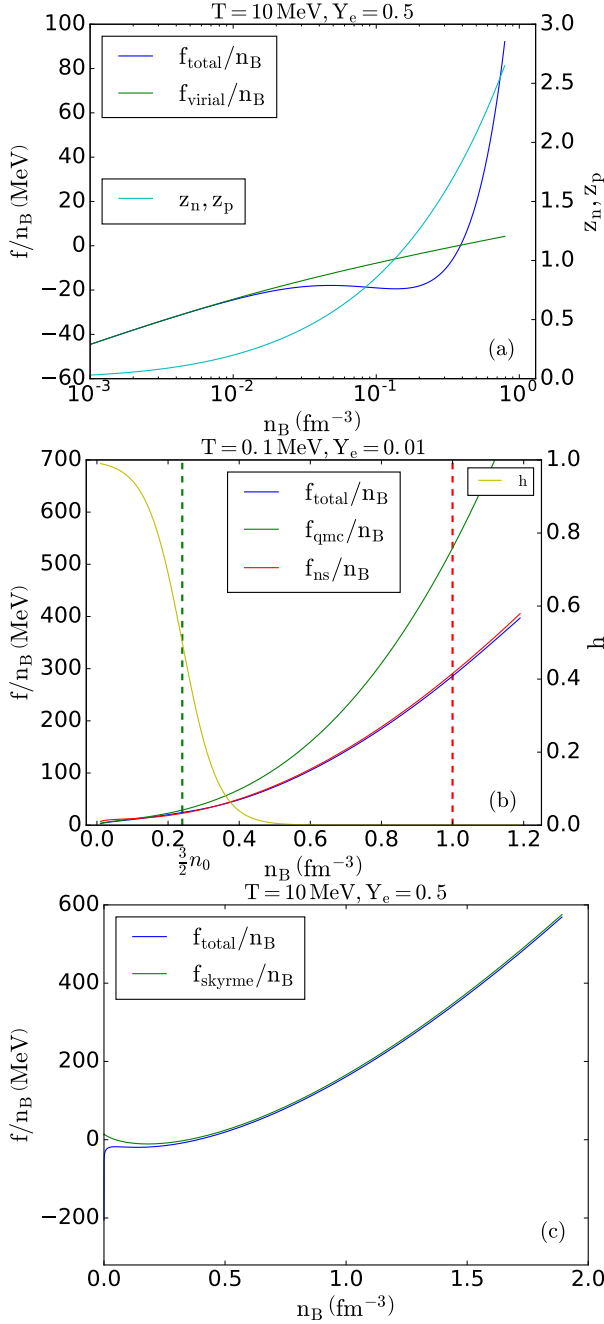 T = 10 MeV, Y_e = 0.5
100
80
60
40
20
0
−20
−40
−60
f/n_B (MeV)
f_total/n_B
f_virial/n_B
z_n, z_p
3.0
2.5
2.0
1.5
1.0
0.5
0.0
z_n, z_p
(a)
10^−3
10^−2
10^−1
10^0
n_B (fm^−3)
T = 0.1 MeV, Y_e = 0.01
700
600
500
400
300
200
100
0
f/n_B (MeV)
f_total/n_B
f_qmc/n_B
f_ns/n_B
h
1.0
0.8
0.6
0.4
0.2
0.0
h
(b)
0.0
0.2
0.4
0.6
0.8
1.0
1.2
3/2 n_0
n_B (fm^−3)
T = 10 MeV, Y_e = 0.5
600
400
200
0
−200
f/n_B (MeV)
f_total/n_B
f_skyrme/n_B
(c)
0.0
0.5
1.0
1.5
2.0
n_B (fm^−3)